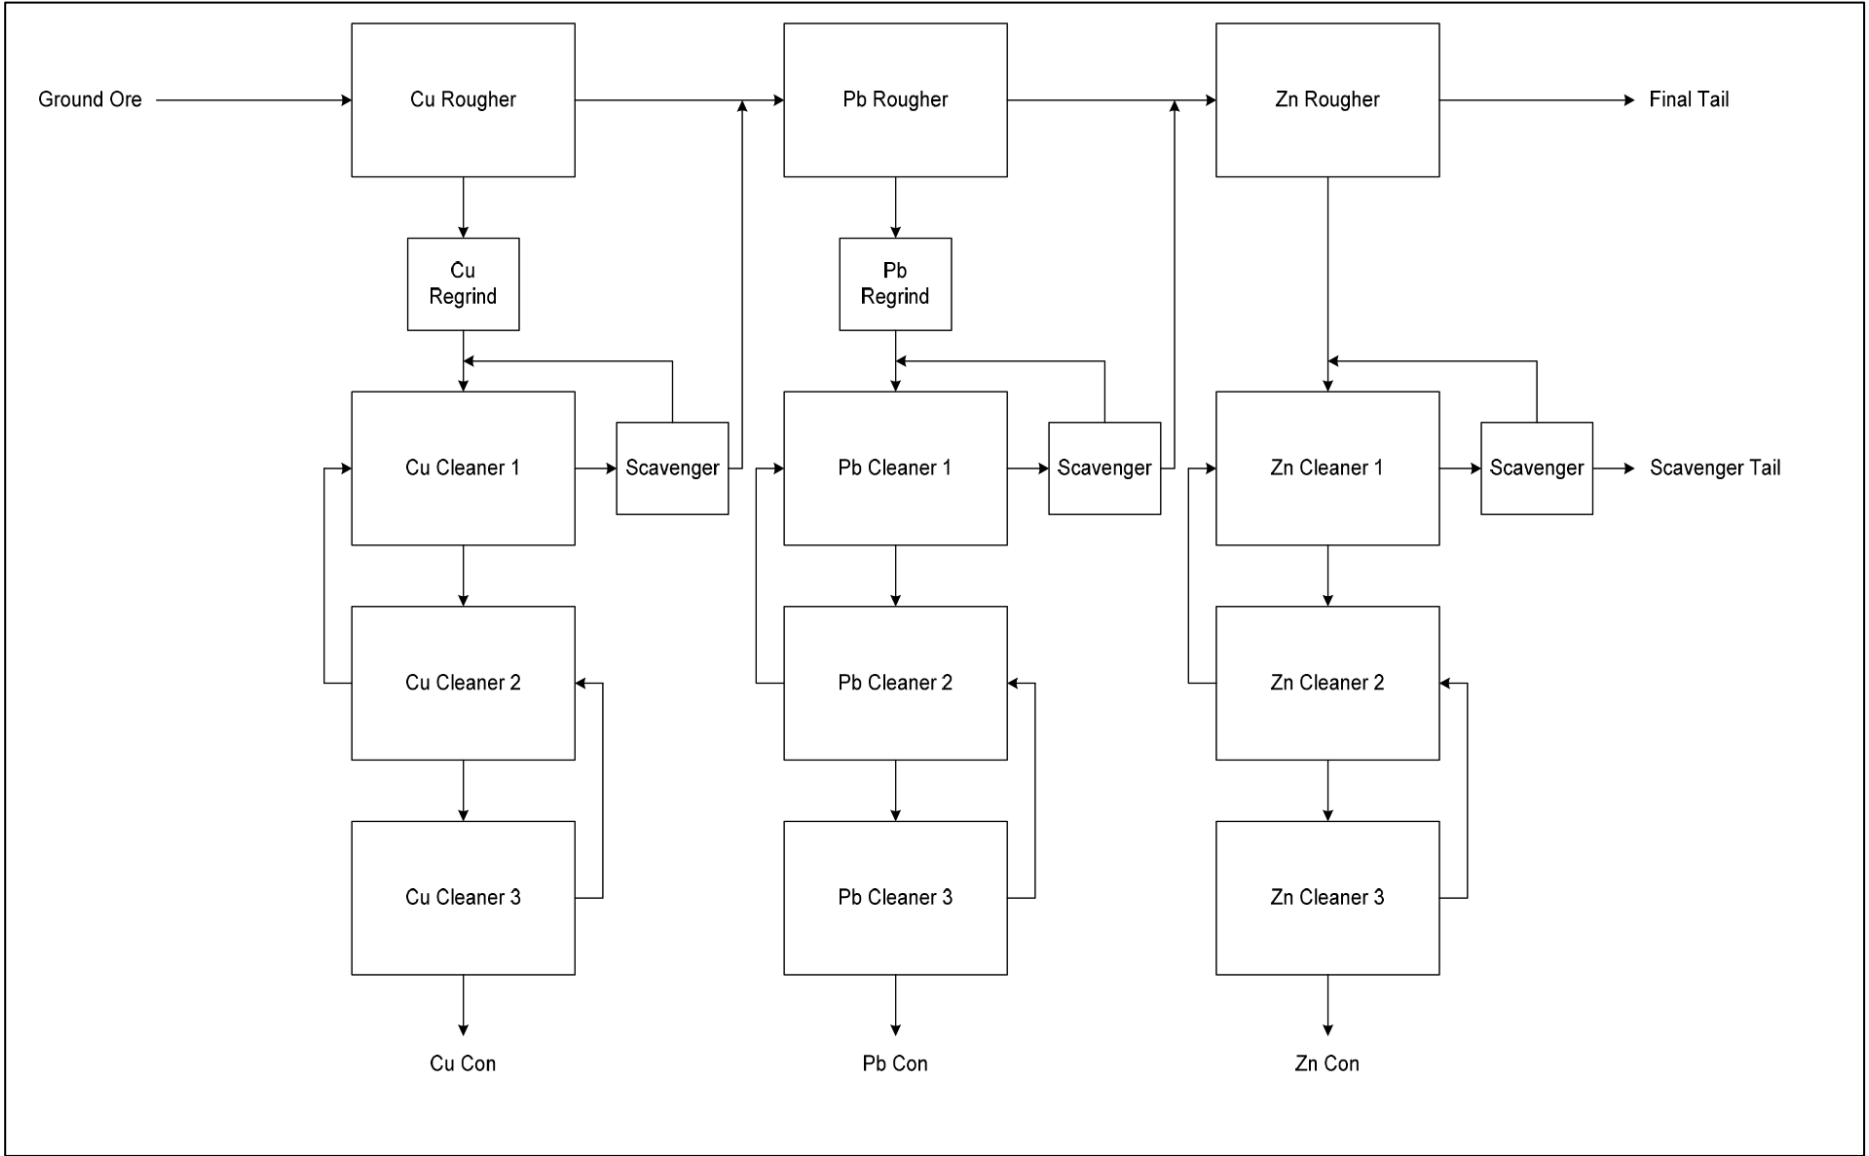 Ground Ore
Cu Rougher
Pb Rougher
Zn Rougher
Final Tail
Cu
Regrind
Pb
Regrind
Cu Cleaner 1
Scavenger
Pb Cleaner 1
Scavenger
Zn Cleaner 1
Scavenger
Scavenger Tail
Cu Cleaner 2
Pb Cleaner 2
Zn Cleaner 2
Cu Cleaner 3
Pb Cleaner 3
Zn Cleaner 3
Cu Con
Pb Con
Zn Con